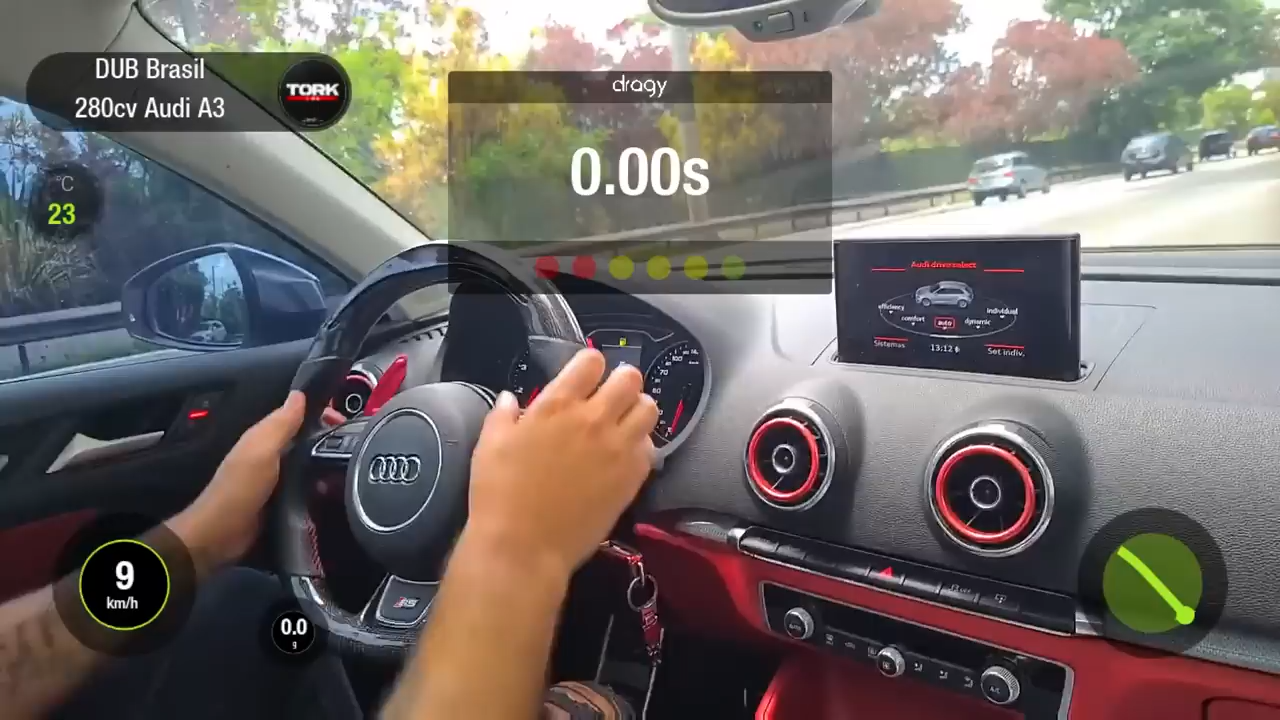 DUB Brasil
280cv Audi A3
TORK
dragy
0.00s
°C
23
Audi drive select
efficiency
individual
comfort
auto
dynamic
Sistemas
13:12
Set indiv.
9
km/h
0.0
g
A/C